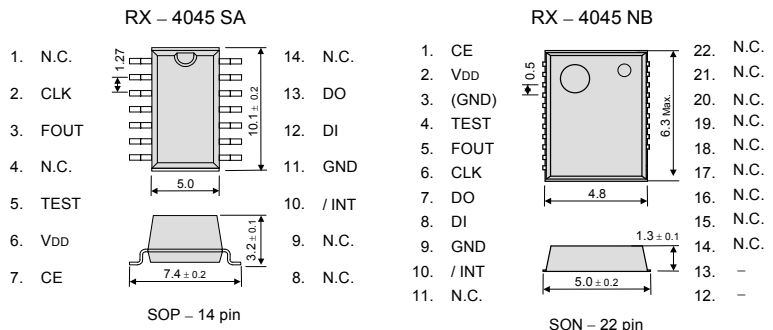 RX – 4045 SA
1. N.C.
2. CLK
3. FOUT
4. N.C.
5. TEST
6. VDD
7. CE
1.27
10.1 ± 0.2
5.0
3.2 ± 0.1
7.4 ± 0.2
14. N.C.
13. DO
12. DI
11. GND
10. / INT
9. N.C.
8. N.C.
SOP – 14 pin
RX – 4045 NB
1. CE
2. VDD
3. (GND)
4. TEST
5. FOUT
6. CLK
7. DO
8. DI
9. GND
10. / INT
11. N.C.
0.5
6.3 Max.
4.8
1.3 ± 0.1
5.0 ± 0.2
22. N.C.
21. N.C.
20. N.C.
19. N.C.
18. N.C.
17. N.C.
16. N.C.
15. N.C.
14. N.C.
13. –
12. –
SON – 22 pin